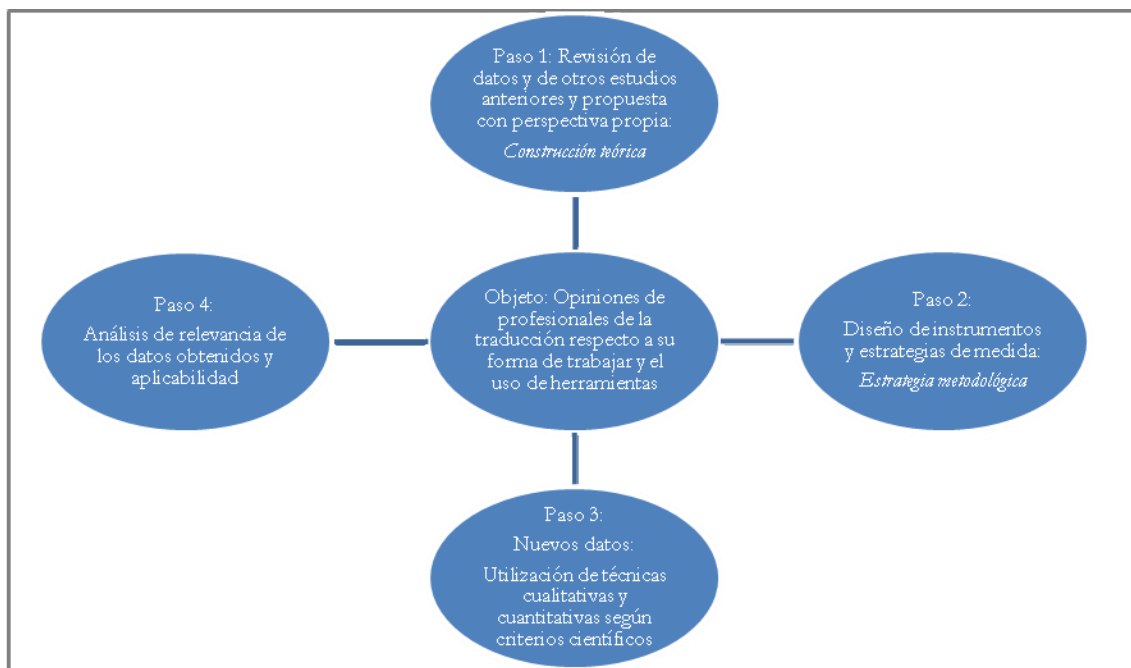 Paso 1: Revisión de
datos y de otros estudios
anteriores y propuesta
con perspectiva propia:
Construcción teórica
Paso 4:
Análisis de relevancia de
los datos obtenidos y
aplicabilidad
Objeto: Opiniones de
profesionales de la
traducción respecto a su
forma de trabajar y el
uso de herramientas
Paso 2:
Diseño de instrumentos
y estrategias de medida:
Estrategia metodológica
Paso 3:
Nuevos datos:
Utilización de técnicas
cualitativas y
cuantitativas según
criterios científicos